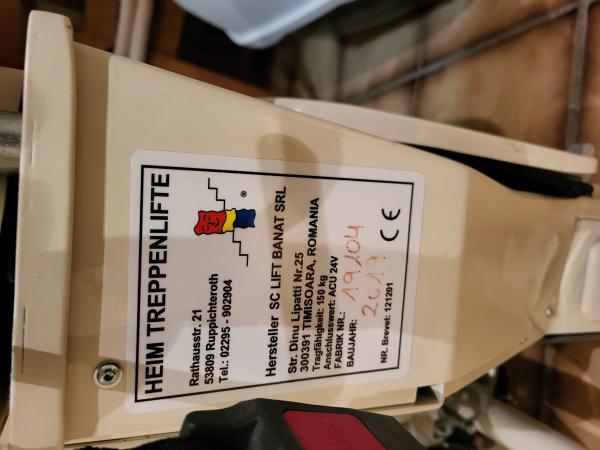 HEIM TREPPENLIFTE
®
Rathausstr. 21
53809 Ruppichteroth
Tel.: 02295 - 902904
Hersteller SC LIFT BANAT SRL
Str. Dinu Lipatti Nr.25
300391 TIMISOARA, ROMANIA
Tragfähigkeit: 150 kg
Anschlusswert: ACU 24V
FABRIK NR.: 19104
BAUJAHR: 2019
NR. Brevet: 121201
CE